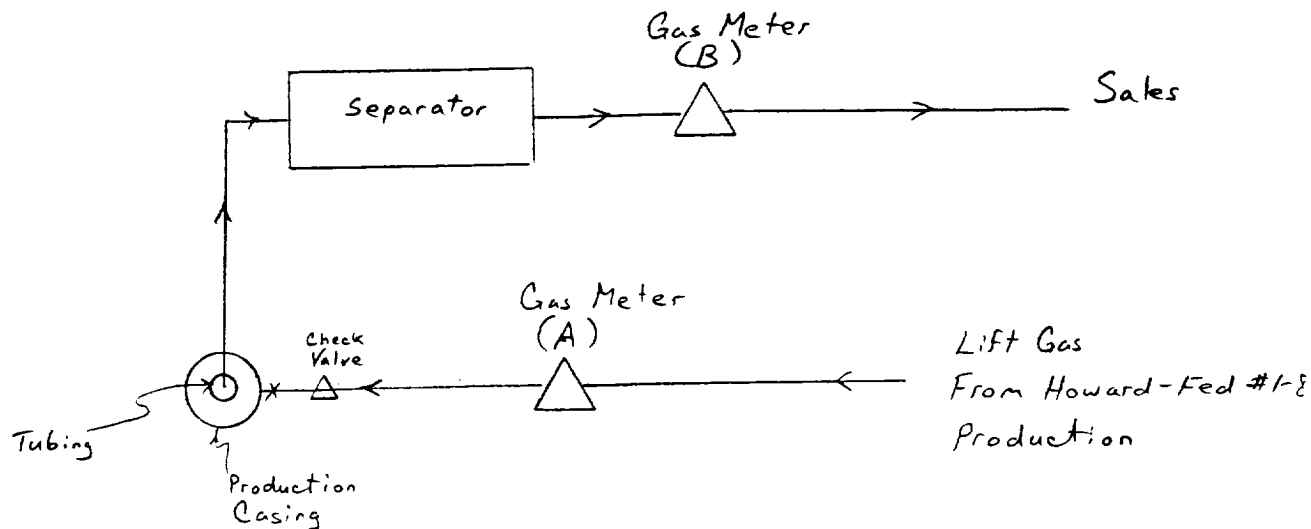 Gas Meter
(B)
Sales
Separator
Gas Meter
(A)
Check
Valve
Lift Gas
From Howard-Fed #1-
Production
Tubing
Production
Casing